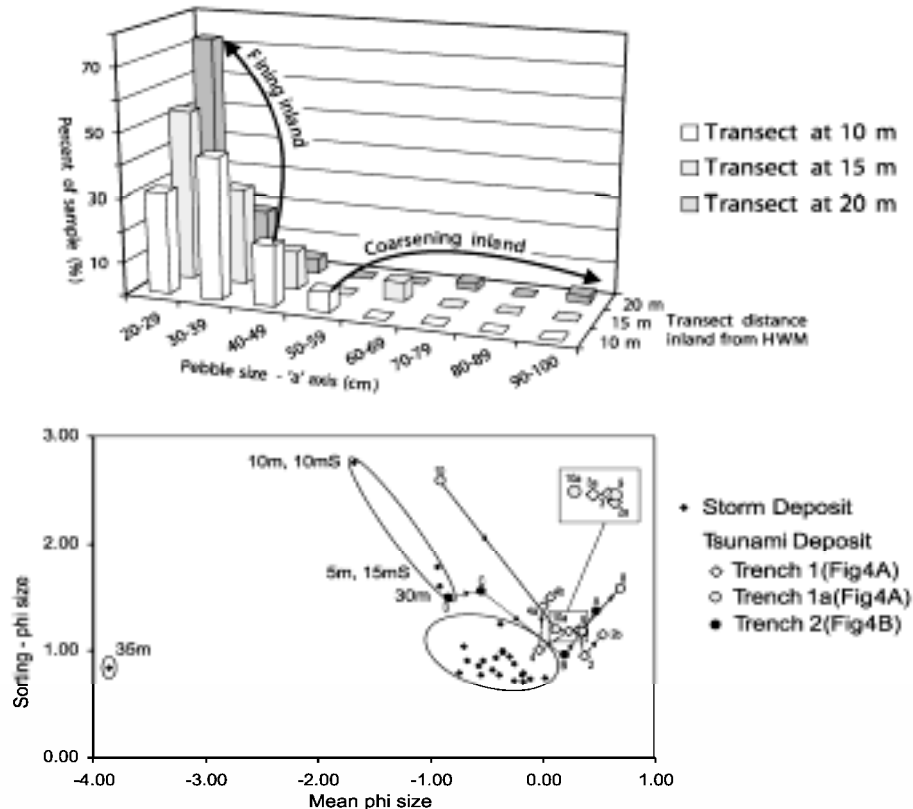 Percent of sample (%)
70
50
30
10
Fining inland
Coarsening inland
20-29
30-39
40-49
50-59
60-69
70-79
80-89
90-100
Pebble size - 'a' axis (cm)
20 m
15 m
10 m
Transect distance
inland from HWM
Transect at 10 m
Transect at 15 m
Transect at 20 m
Sorting - phi size
3.00
2.00
1.00
0.00
-4.00
-3.00
-2.00
-1.00
0.00
1.00
Mean phi size
10m, 10mS
5m, 15mS
30m
35m
Storm Deposit
Tsunami Deposit
Trench 1(Fig4A)
Trench 1a(Fig4A)
Trench 2(Fig4B)